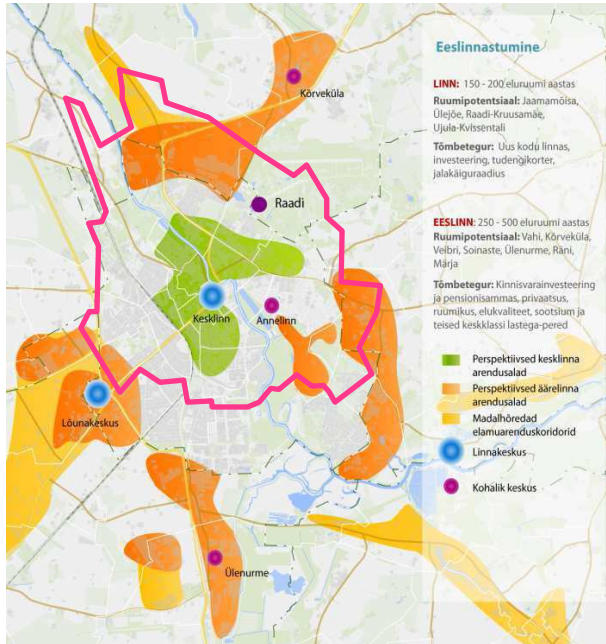 Eeslinnastumine
LINN: 150 - 200 eluruumi aastas
Ruumipotentsiaal: Jaamamõisa,
Ülejõe, Raadi-Kruusamäe,
Ujula-Kvissentali
Tõmbetegur: Uus kodu linnas,
investeering, tudengikorter,
jalakäiguraadius
EESLINN: 250 - 500 eluruumi aastas
Ruumipotentsiaal: Vahi, Kõrveküla,
Veibri, Soinaste, Ülenurme, Räni,
Märja
Tõmbetegur: Kinnisvarainvesteering
ja pensionisammas, privaatsus,
ruumikus, elukvaliteet, sootsium ja
teised keskklassi lastega-pered
Perspektiivsed kesklinna
arendusalad
Perspektiivsed äärelinna
arendusalad
Madalhõredad
elamuarenduskoridorid
Linnakeskus
Kohalik keskus
Kõrveküla
Raadi
Kesklinn
Annelinn
Lõunakeskus
Ülenurme